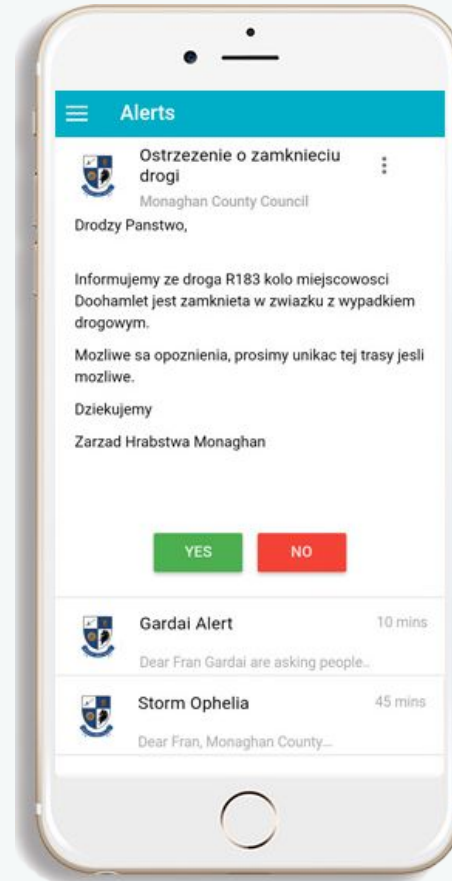 Alerts
Ostrzezenie o zamknieciu
drogi
Monaghan County Council
Drodzy Panstwo,
Informujemy ze droga R183 kolo miejscowosci
Doohamlet jest zamknieta w zwiazku z wypadkiem
drogowym.
Mozliwe sa opoznienia, prosimy unikac tej trasy jesli
mozliwe.
Dziekujemy
Zarzad Hrabstwa Monaghan
YES NO
Gardai Alert 10 mins
Dear Fran Gardai are asking people..
Storm Ophelia 45 mins
Dear Fran, Monaghan County...